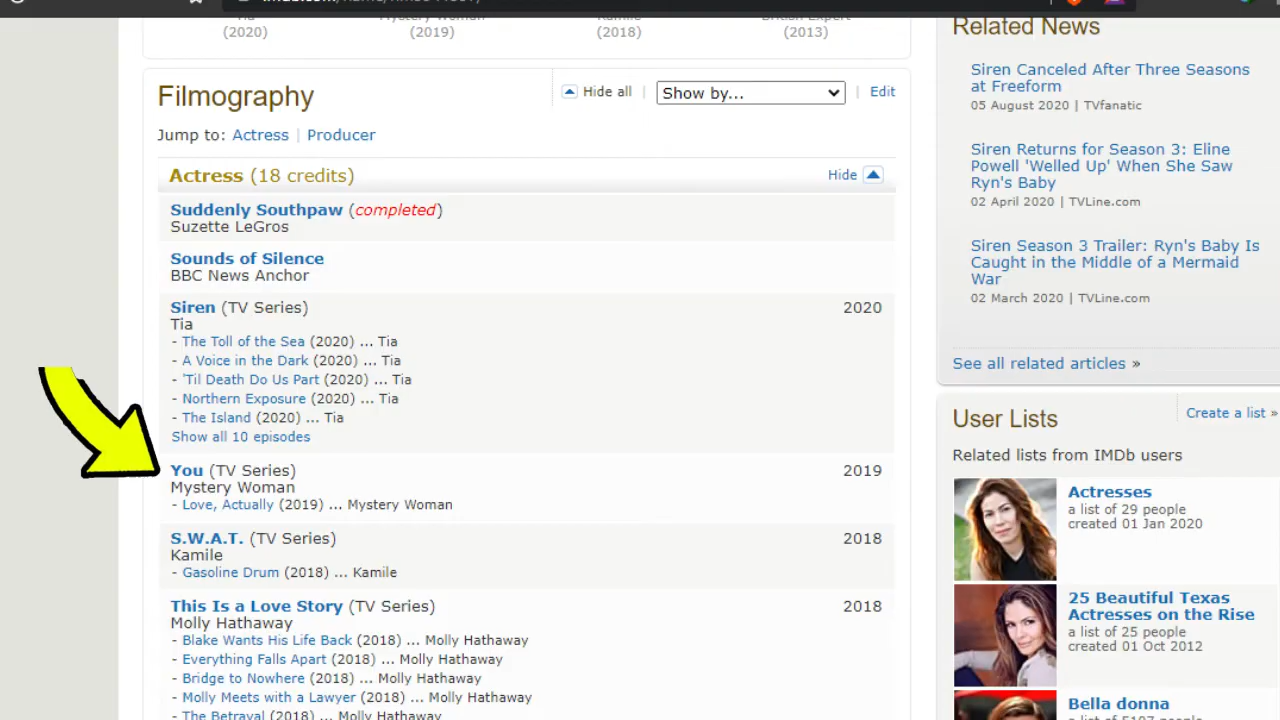 (2020)
(2019)
(2018)
(2013)
Filmography
Hide all | Show by... | Edit
Jump to: Actress | Producer
Actress (18 credits)
Hide
Suddenly Southpaw (completed)
Suzette LeGros
Sounds of Silence
BBC News Anchor
Siren (TV Series) 2020
Tia
- The Toll of the Sea (2020) ... Tia
- A Voice in the Dark (2020) ... Tia
- 'Til Death Do Us Part (2020) ... Tia
- Northern Exposure (2020) ... Tia
- The Island (2020) ... Tia
Show all 10 episodes
You (TV Series) 2019
Mystery Woman
- Love, Actually (2019) ... Mystery Woman
S.W.A.T. (TV Series) 2018
Kamile
- Gasoline Drum (2018) ... Kamile
This Is a Love Story (TV Series) 2018
Molly Hathaway
- Blake Wants His Life Back (2018) ... Molly Hathaway
- Everything Falls Apart (2018) ... Molly Hathaway
- Bridge to Nowhere (2018) ... Molly Hathaway
- Molly Meets with a Lawyer (2018) ... Molly Hathaway
- The Betrayal (2018) ... Molly Hathaway
Related News
Siren Canceled After Three Seasons
at Freeform
05 August 2020 | TVfanatic
Siren Returns for Season 3: Eline
Powell 'Welled Up' When She Saw
Ryn's Baby
02 April 2020 | TVLine.com
Siren Season 3 Trailer: Ryn's Baby Is
Caught in the Middle of a Mermaid
War
02 March 2020 | TVLine.com
See all related articles »
User Lists
Create a list »
Related lists from IMDb users
Actresses
a list of 29 people
created 01 Jan 2020
25 Beautiful Texas
Actresses on the Rise
a list of 25 people
created 01 Oct 2012
Bella donna